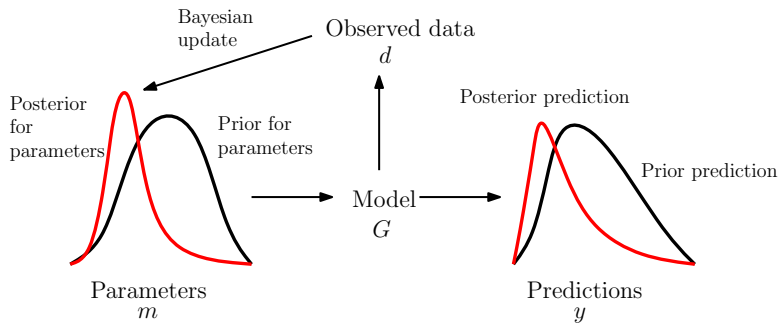 Bayesian
update
Observed data
d
Posterior
for
parameters
Prior for
parameters
Posterior prediction
Prior prediction
Model
G
Parameters
m
Predictions
y